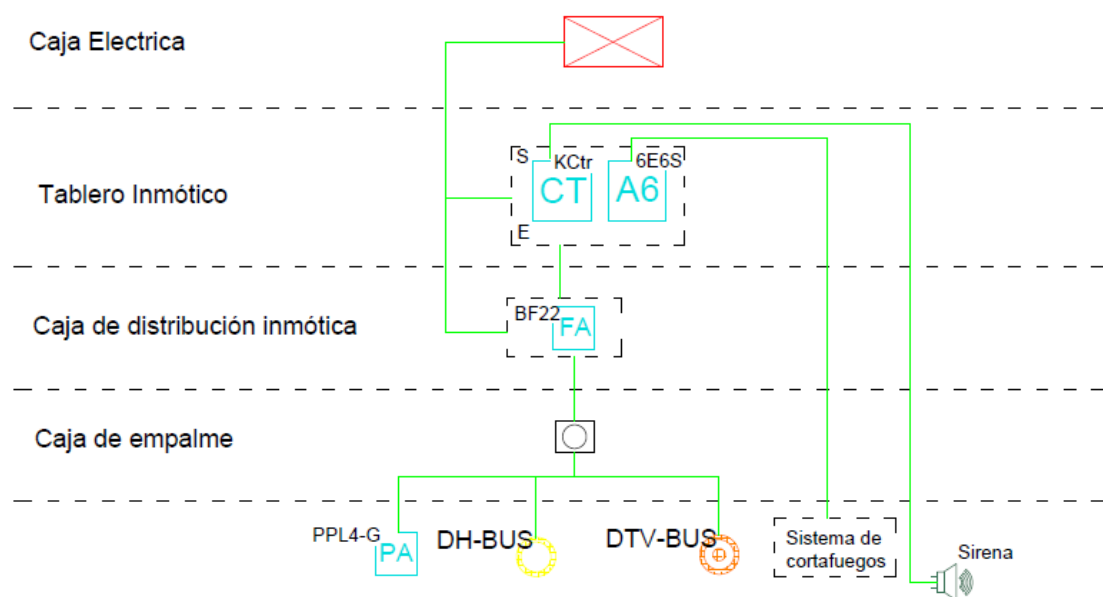 Caja Electrica
S
KCtr
6E6S
CT
A6
Tablero Inmótico
E
BF22
FA
Caja de distribución inmótica
Caja de empalme
PPL4-G
PA
DH-BUS
DTV-BUS
Sistema de
cortafuegos
Sirena